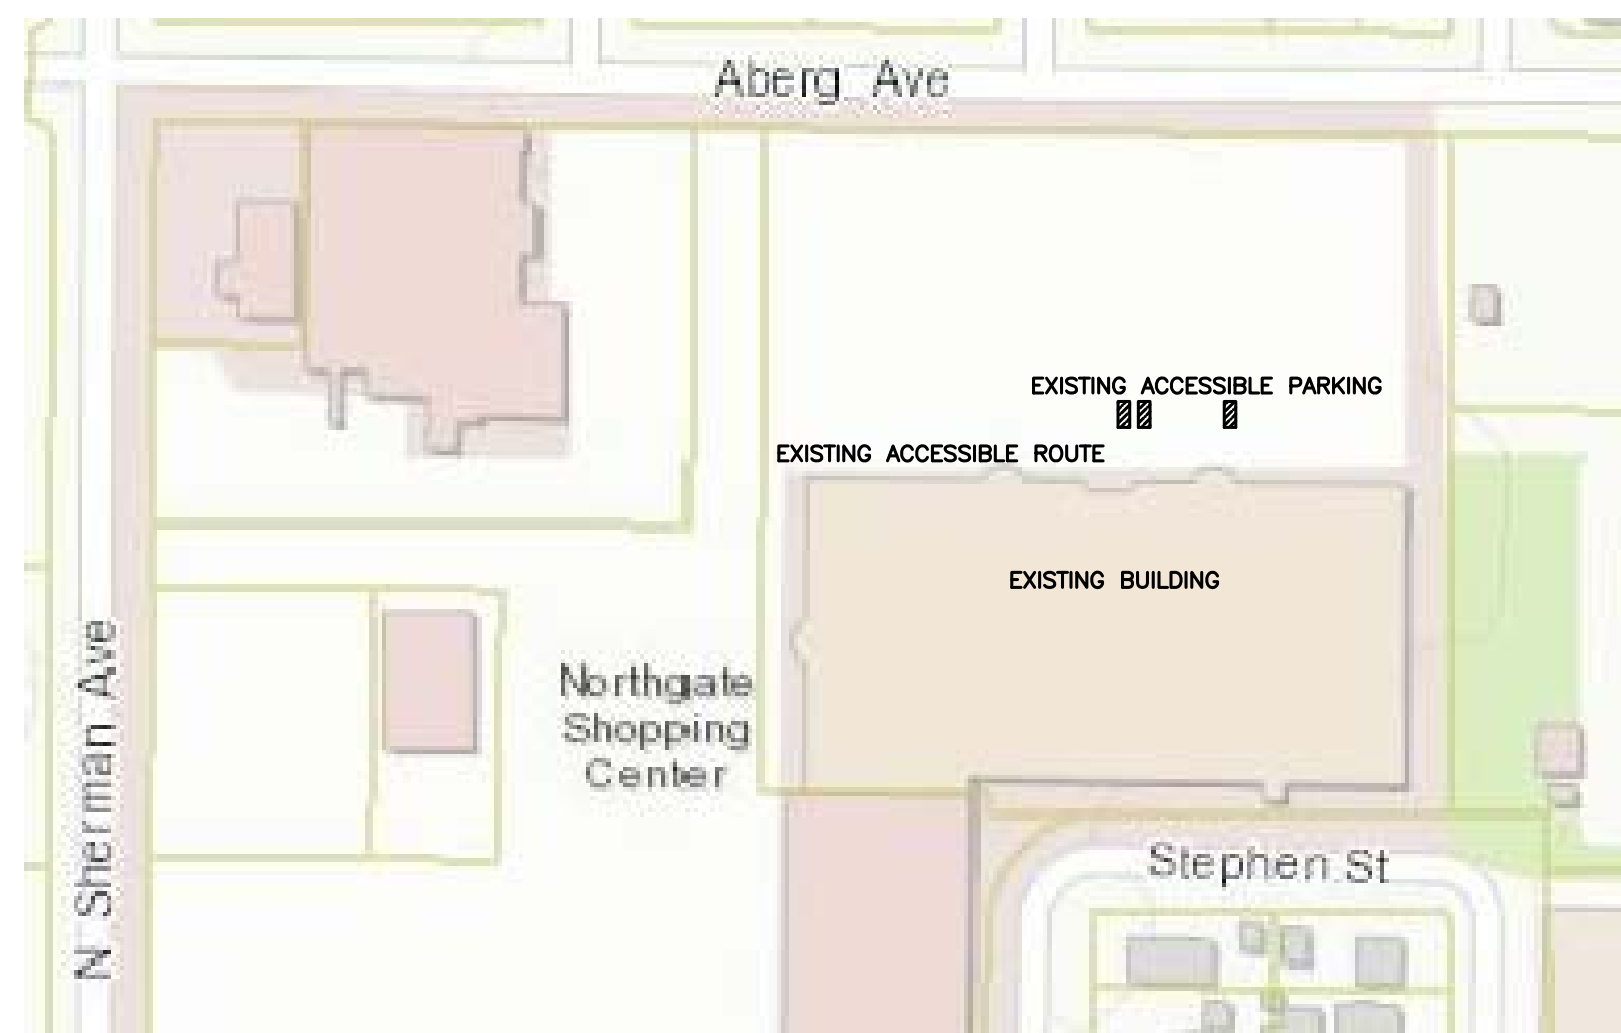 Aberg Ave
EXISTING ACCESSIBLE PARKING
EXISTING ACCESSIBLE ROUTE
EXISTING BUILDING
Northgate
Shopping
Center
N Sherman Ave
Stephen St